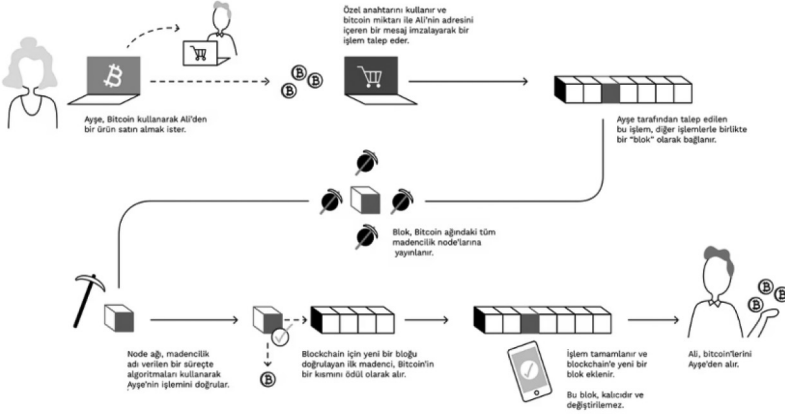 Özel anahtarını kullanır ve
bitcoin miktarı ile Ali'nin adresini
içeren bir mesaj imzalayarak bir
işlem talep eder.
Ayşe, Bitcoin kullanarak Ali'den
bir ürün satın almak ister.
Ayşe tarafından talep edilen
bu işlem, diğer işlemlerle birlikte
bir "blok" olarak bağlanır.
Blok, Bitcoin ağındaki tüm
madencilik node'larına
yayınlanır.
Node ağı, madencilik
adı verilen bir süreçte
algoritmaları kullanarak
Ayşe'nin işlemini doğrular.
Blockchain için yeni bir bloğu
doğrulayan ilk madenci, Bitcoin'in
bir kısmını ödül olarak alır.
İşlem tamamlanır ve
blockchain'e yeni bir
blok eklenir.
Bu blok, kalıcıdır ve
değiştirilemez.
Ali, bitcoin'lerini
Ayşe'den alır.